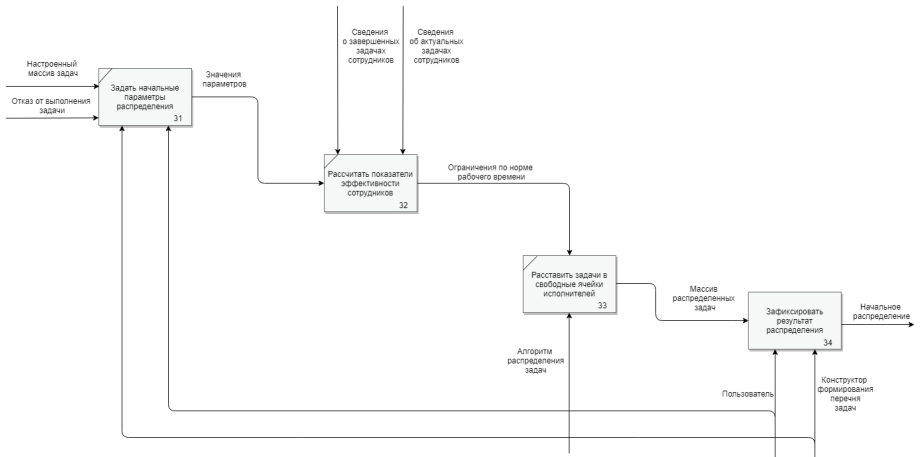 Сведения
о завершенных
задачах
сотрудников
Сведения
об актуальных
задачах
сотрудников
Настроенный
массив задач
Отказ от выполнения
задачи
Задать начальные
параметры
распределения
31
Значения
параметров
Рассчитать показатели
эффективности
сотрудников
32
Ограничения по норме
рабочего времени
Расставить задачи в
свободные ячейки
исполнителей
33
Массив
распределенных
задач
Зафиксировать
результат
распределения
34
Начальное
распределение
Алгоритм
распределения
задач
Пользователь
Конструктор
формирования
перечня
задач